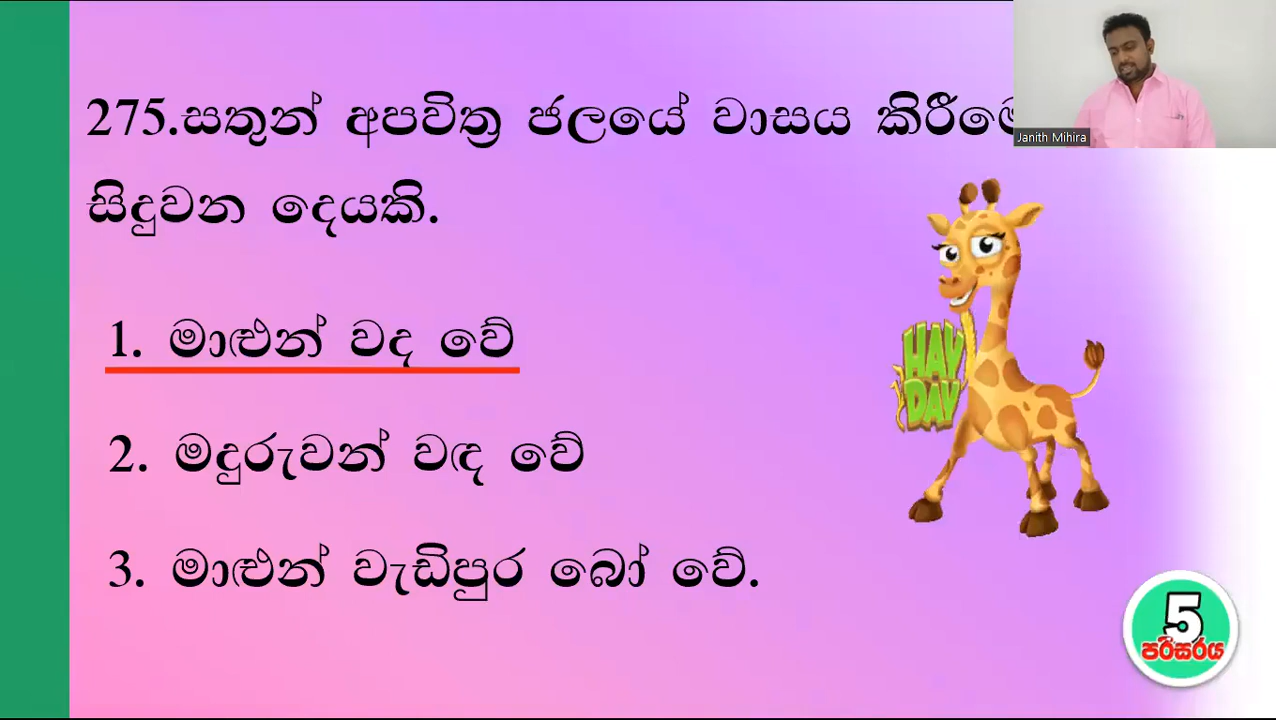 275.සතුන් අපවිත්‍ර ජලයේ වාසය
සිදුවන දෙයකි.
1. මාළුන් වද වේ
2. මදුරුවන් වඳ වේ
3. මාළුන් වැඩිපුර බෝ වේ.
Janith Mihira
HAY
DAY
5
පරිසරය